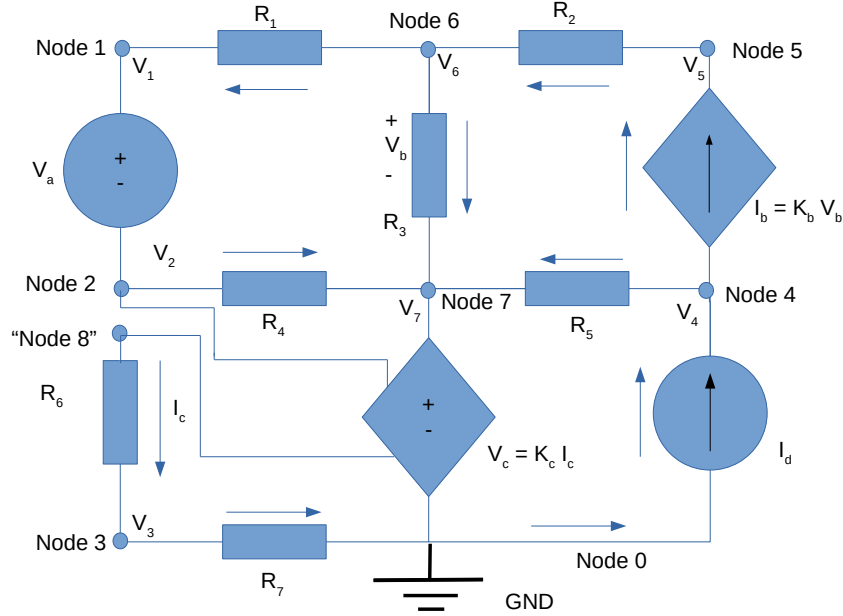 R1
R2
Node 6
Node 1
Node 5
V1
V6
V5
+
Vb
-
+
-
Va
R3
Ib = Kb Vb
V2
Node 2
Node 7
Node 4
V7
V4
R4
R5
“Node 8”
R6
Ic
+
-
Vc = Kc Ic
Id
V3
Node 3
R7
Node 0
GND